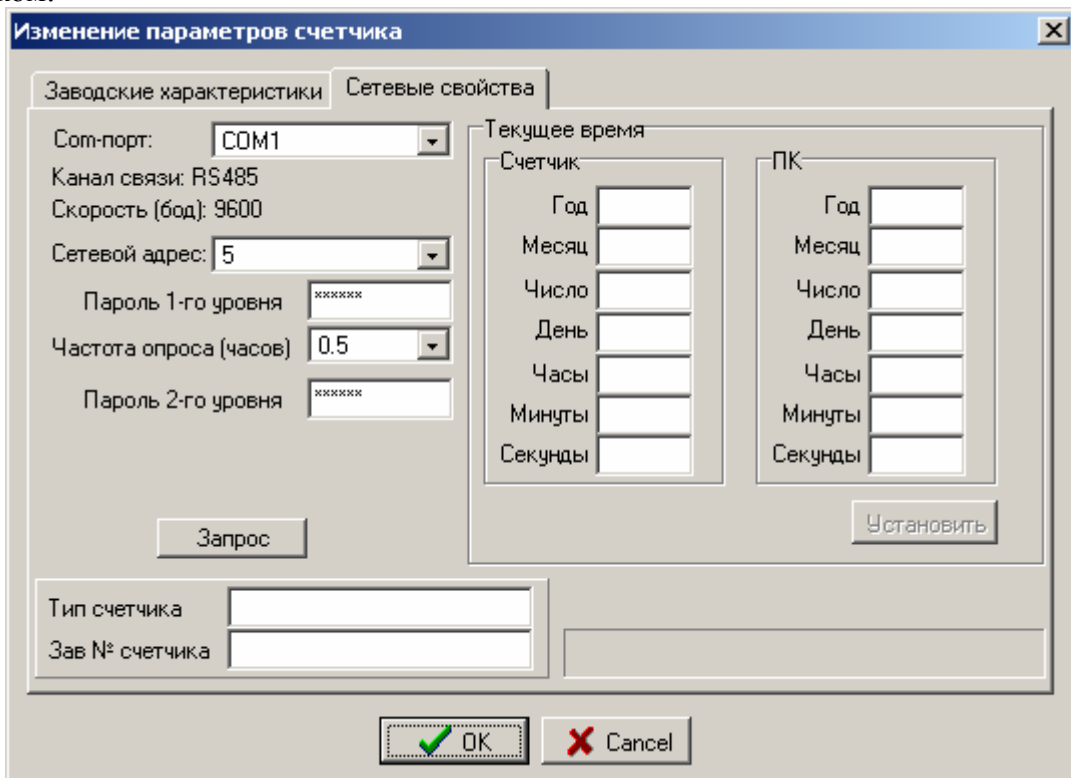 Изменение параметров счетчика
Заводские характеристики
Сетевые свойства
Com-порт: COM1
Канал связи: RS485
Скорость (бод): 9600
Сетевой адрес: 5
Пароль 1-го уровня ******
Частота опроса (часов) 0.5
Пароль 2-го уровня ******
Запрос
Текущее время
Счетчик
Год
Месяц
Число
День
Часы
Минуты
Секунды
ПК
Год
Месяц
Число
День
Часы
Минуты
Секунды
Установить
Тип счетчика
Зав № счетчика
OK
Cancel